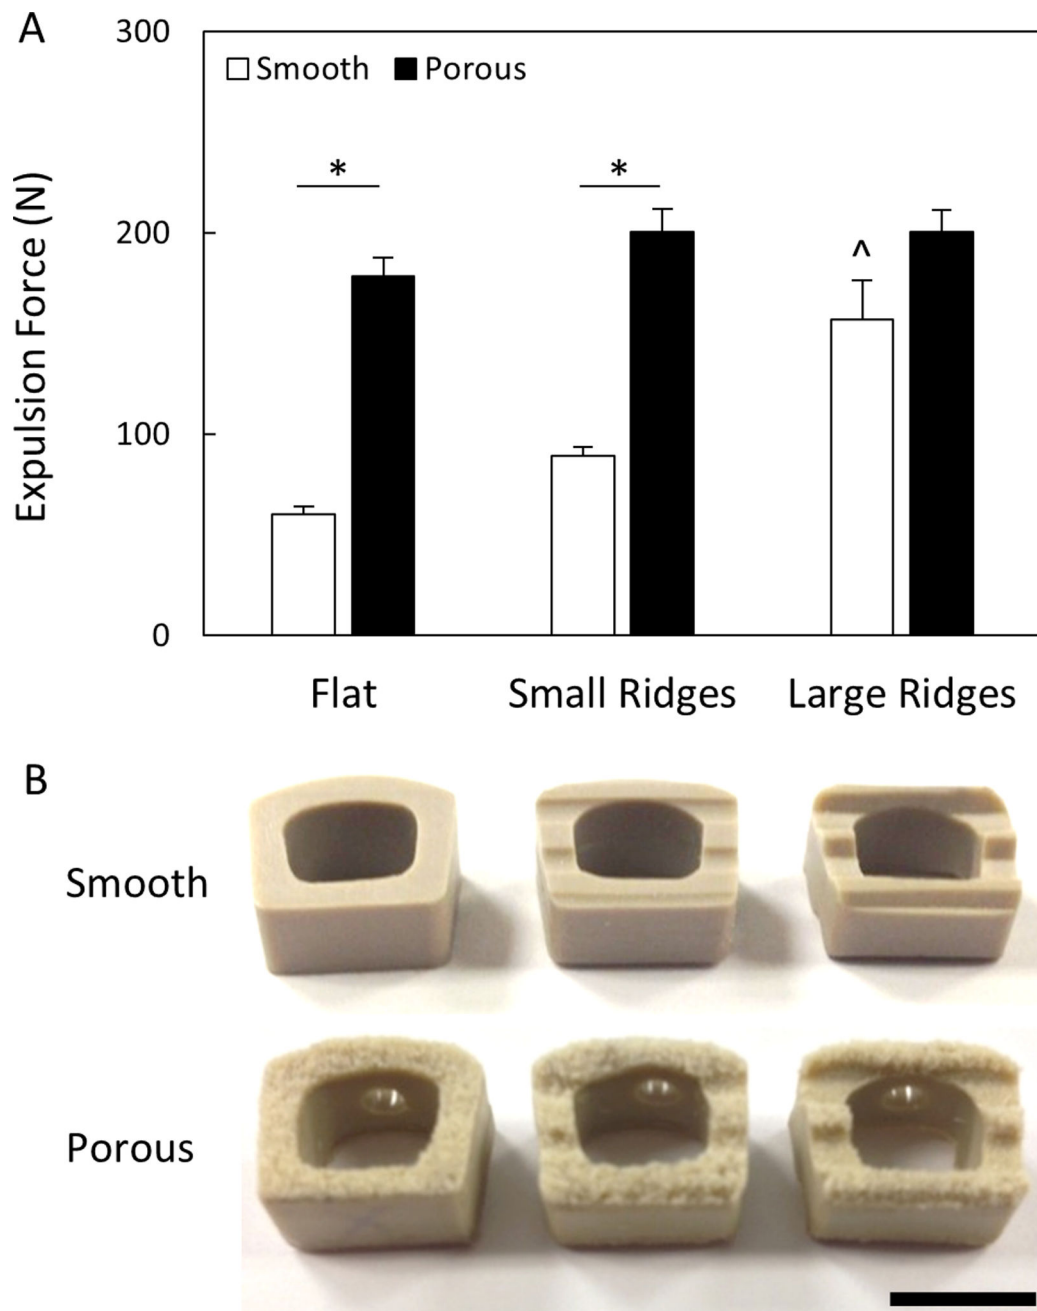 A
300
Smooth Porous
*
*
200
^
100
0
Expulsion Force (N)
Flat Small Ridges Large Ridges
B
Smooth
Porous